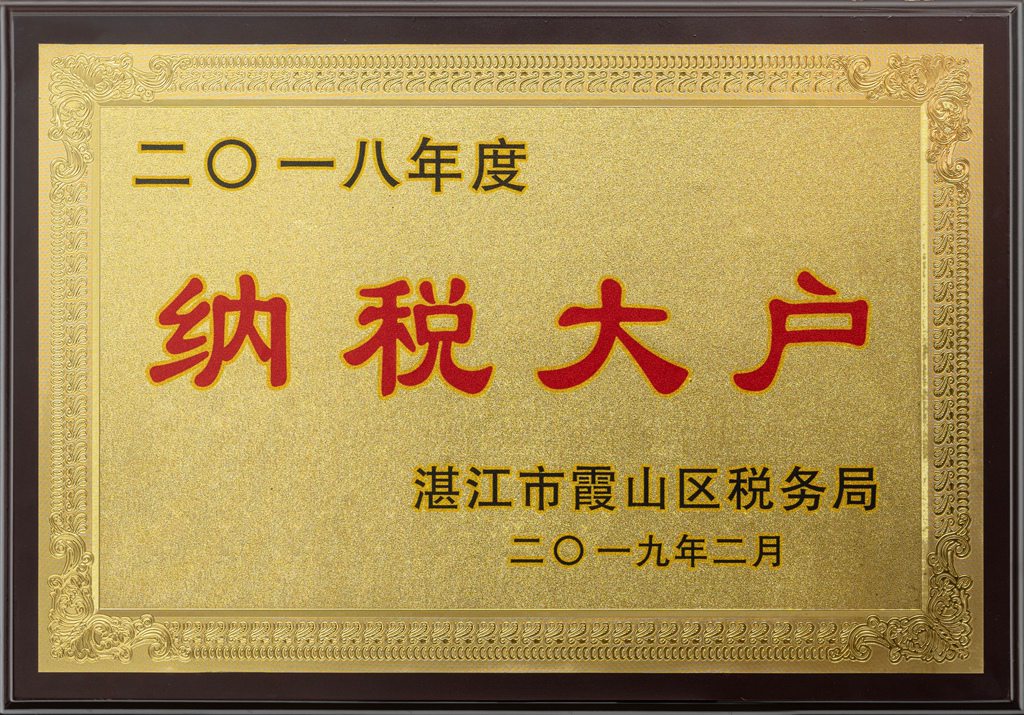 二〇一八年度
纳税大户
湛江市霞山区税务局
二〇一九年二月